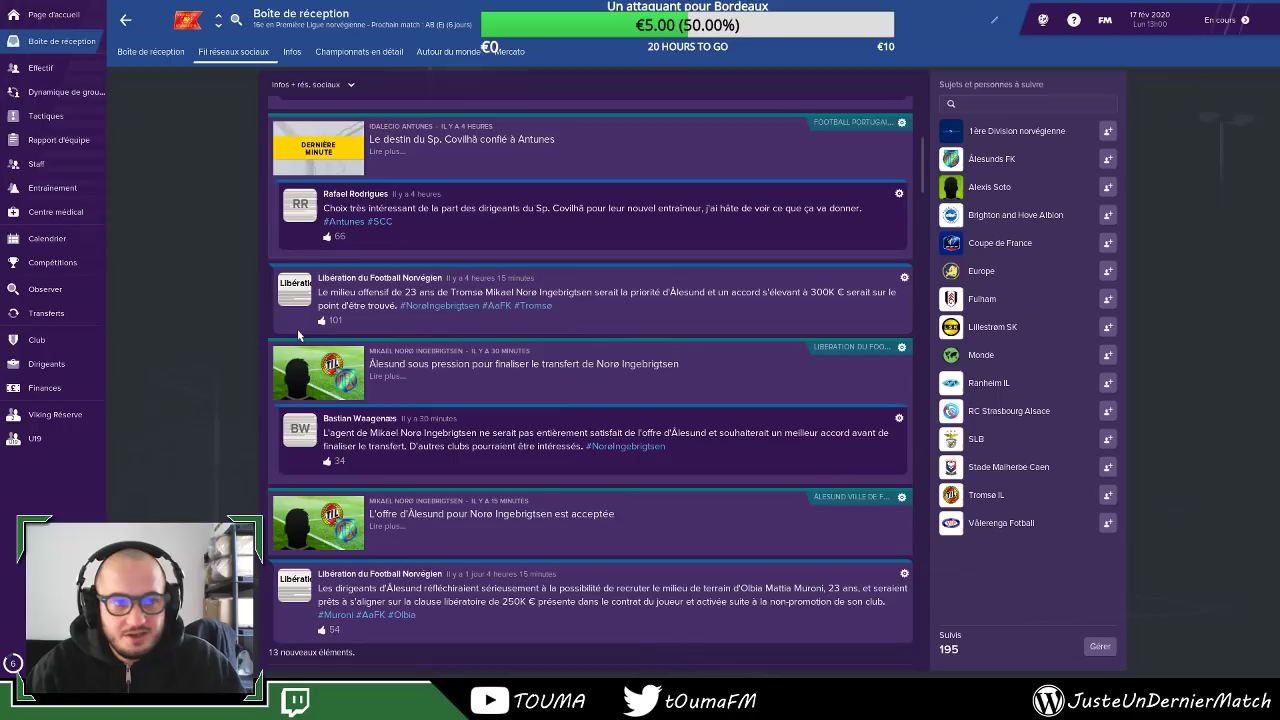 Boîte de réception
16e en Première Ligue norvégienne - Prochain match : AB (E) (6 jours)
Un attaquant pour Bordeaux
€5.00 (50.00%)
€0
20 HOURS TO GO
€10
17 fév 2020
Lun 13h00
FM
En cours
Boîte de réception
Fil réseaux sociaux
Infos
Championnats en détail
Autour du monde
Mercato
Page d'accueil
Boîte de réception
Effectif
Dynamique de grou...
Tactiques
Rapport d'équipe
Staff
Entraînement
Centre médical
Calendrier
Compétitions
Observer
Transferts
Club
Dirigeants
Finances
Viking Réserve
U19
6
Infos + rés. sociaux
IDALECIO ANTUNES - IL Y A 4 HEURES
FOOTBALL PORTUGAI...
DERNIÈRE
MINUTE
Le destin du Sp. Covilhã confié à Antunes
Lire plus...
RR
Rafael Rodrigues Il y a 4 heures
Choix très intéressant de la part des dirigeants du Sp. Covilhã pour leur nouvel entraîneur, j'ai hâte de voir ce que ça va donner.
#Antunes #SCC
66
Libératio
Libération du Football Norvégien Il y a 4 heures 15 minutes
Le milieu offensif de 23 ans de Tromsø Mikael Norø Ingebrigtsen serait la priorité d'Ålesund et un accord s'élevant à 300K € serait sur le
point d'être trouvé. #NorøIngebrigtsen #AaFK #Tromsø
101
MIKAEL NORØ INGEBRIGTSEN - IL Y A 30 MINUTES
LIBÉRATION DU FOO...
Ålesund sous pression pour finaliser le transfert de Norø Ingebrigtsen
Lire plus...
BW
Bastian Waagenæs Il y a 30 minutes
L'agent de Mikael Norø Ingebrigtsen ne serait pas entièrement satisfait de l'offre d'Ålesund et souhaiterait un meilleur accord avant de
finaliser le transfert. D'autres clubs pourraient être intéressés. #NorøIngebrigtsen
34
MIKAEL NORØ INGEBRIGTSEN - IL Y A 15 MINUTES
ÅLESUND VILLE DE F...
L'offre d'Ålesund pour Norø Ingebrigtsen est acceptée
Lire plus...
Libératio
Libération du Football Norvégien Il y a 1 jour 4 heures 15 minutes
Les dirigeants d'Ålesund réfléchiraient sérieusement à la possibilité de recruter le milieu de terrain d'Olbia Mattia Muroni, 23 ans, et seraient
prêts à s'aligner sur la clause libératoire de 250K € présente dans le contrat du joueur et activée suite à la non-promotion de son club.
#Muroni #AaFK #Olbia
54
13 nouveaux éléments.
Sujets et personnes à suivre
1ère Division norvégienne
Ålesunds FK
Alexis Soto
Brighton and Hove Albion
Coupe de France
Europe
Fulham
Lillestrøm SK
Monde
Ranheim IL
RC Strasbourg Alsace
SLB
Stade Malherbe Caen
Tromsø IL
Vålerenga Fotball
Suivis
195
Gérer
TOUMA
tOumaFM
JusteUnDernierMatch